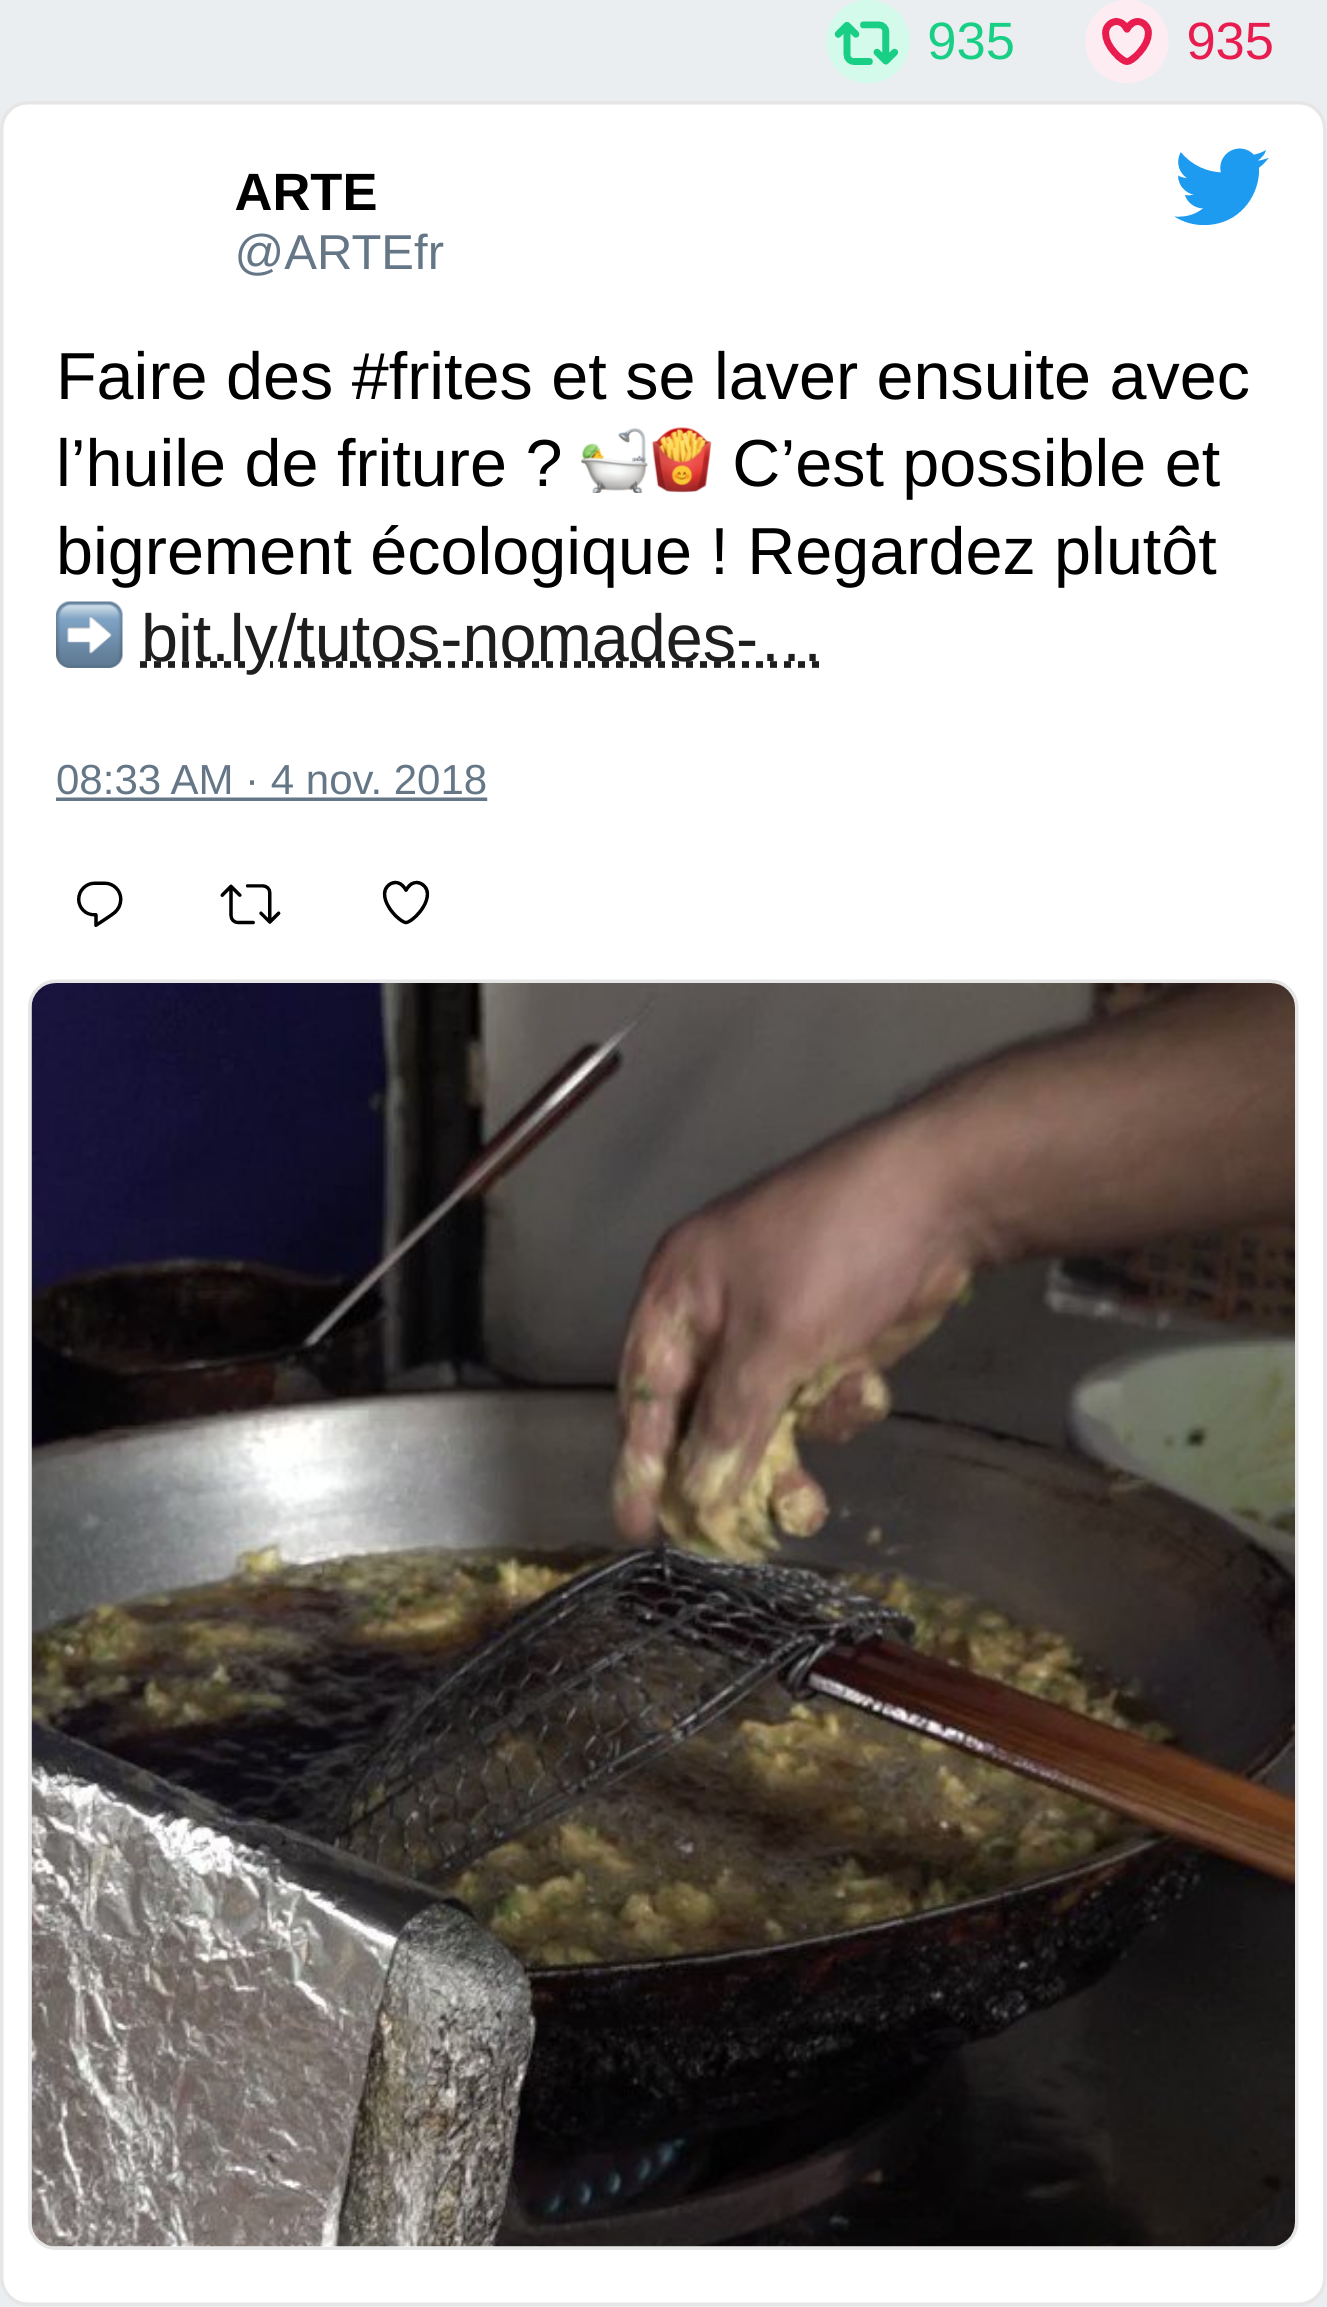 935 935
ARTE
@ARTEfr
Faire des #frites et se laver ensuite avec
l’huile de friture ? 🛀🍟 C’est possible et
bigrement écologique ! Regardez plutôt
➡️ bit.ly/tutos-nomades-…
08:33 AM · 4 nov. 2018